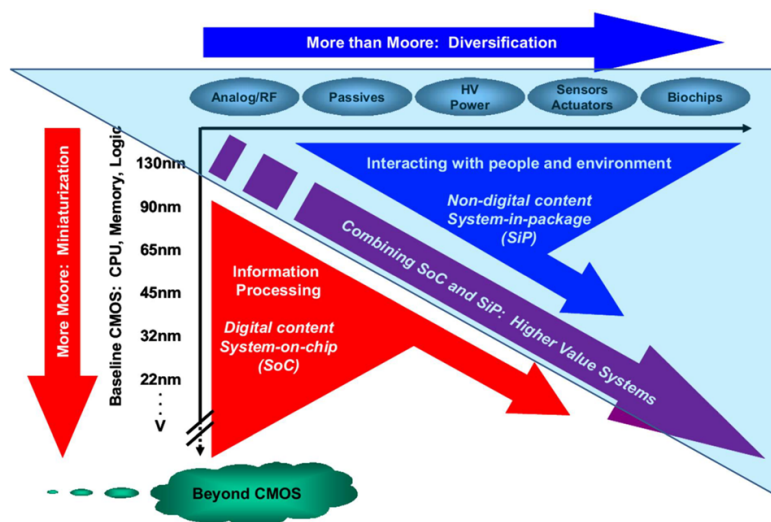 More than Moore: Diversification
Analog/RF
Passives
HV
Power
Sensors
Actuators
Biochips
More Moore: Miniaturization
Baseline CMOS: CPU, Memory, Logic
130nm
90nm
65nm
45nm
32nm
22nm
V
Interacting with people and environment
Non-digital content
System-in-package
(SiP)
Combining SoC and SiP: Higher Value Systems
Information
Processing
Digital content
System-on-chip
(SoC)
Beyond CMOS